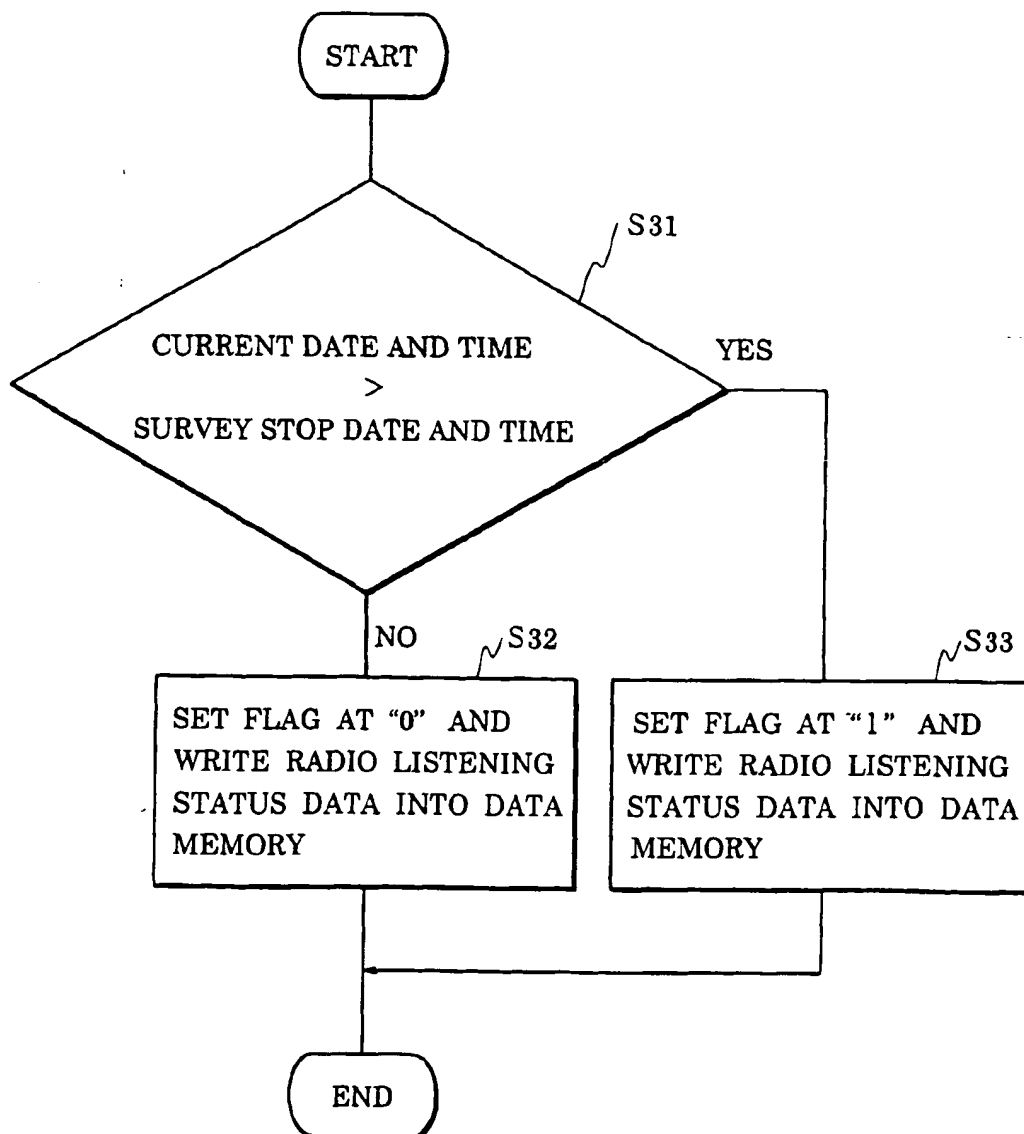 START
S31
CURRENT DATE AND TIME
>
SURVEY STOP DATE AND TIME
YES
NO
S32
SET FLAG AT "0" AND
WRITE RADIO LISTENING
STATUS DATA INTO DATA
MEMORY
S33
SET FLAG AT "1" AND
WRITE RADIO LISTENING
STATUS DATA INTO DATA
MEMORY
END